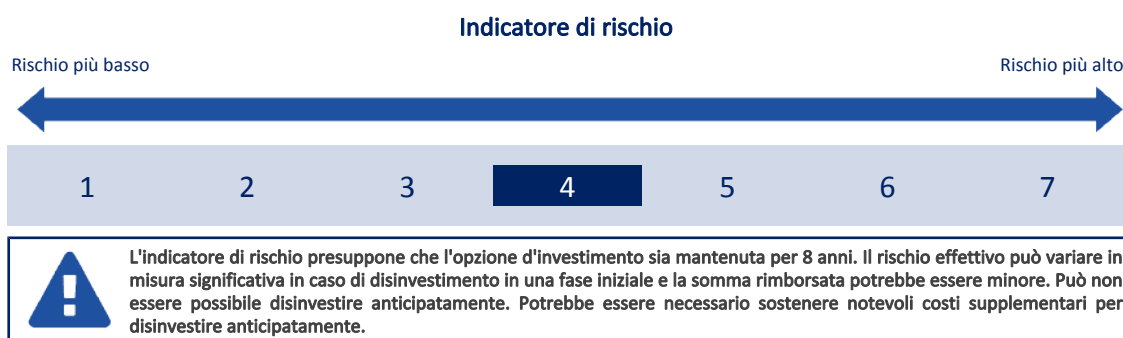 Indicatore di rischio
Rischio più basso
Rischio più alto
1 2 3 4 5 6 7
L'indicatore di rischio presuppone che l'opzione d'investimento sia mantenuta per 8 anni. Il rischio effettivo può variare in
misura significativa in caso di disinvestimento in una fase iniziale e la somma rimborsata potrebbe essere minore. Può non
essere possibile disinvestire anticipatamente. Potrebbe essere necessario sostenere notevoli costi supplementari per
disinvestire anticipatamente.